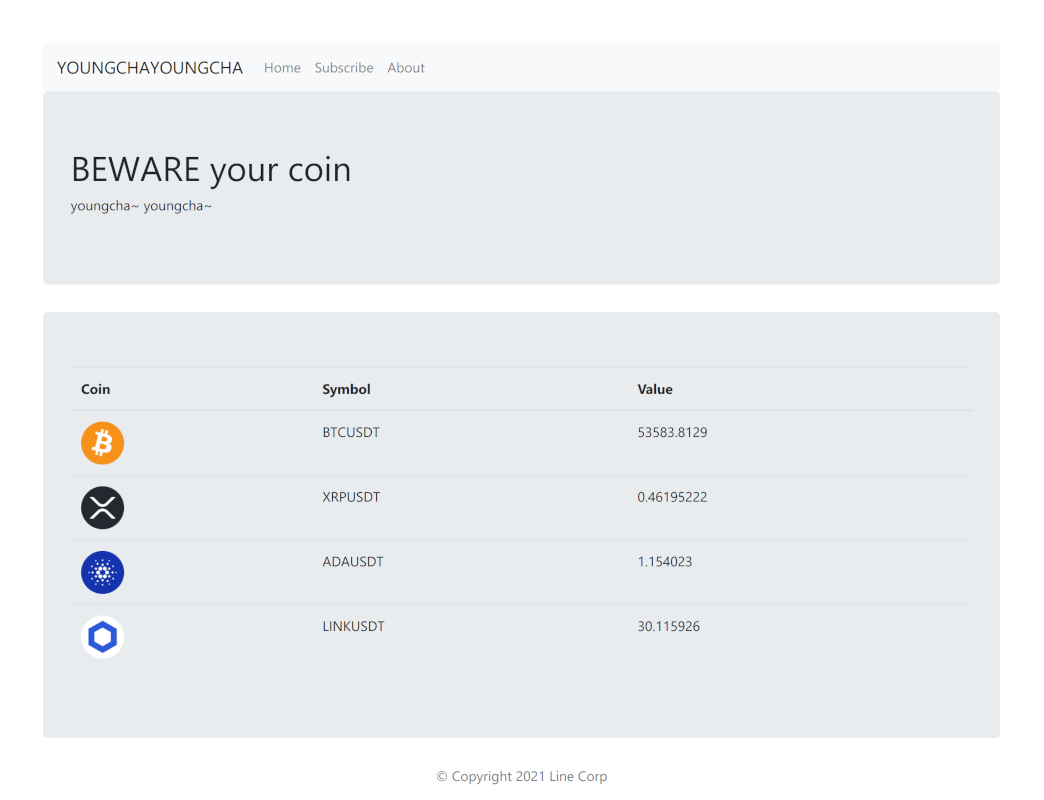 YOUNGCHAYOUNGCHA Home Subscribe About
BEWARE your coin
youngcha~ youngcha~
Coin Symbol Value
BTCUSDT 53583.8129
XRPUSDT 0.46195222
ADAUSDT 1.154023
LINKUSDT 30.115926
© Copyright 2021 Line Corp